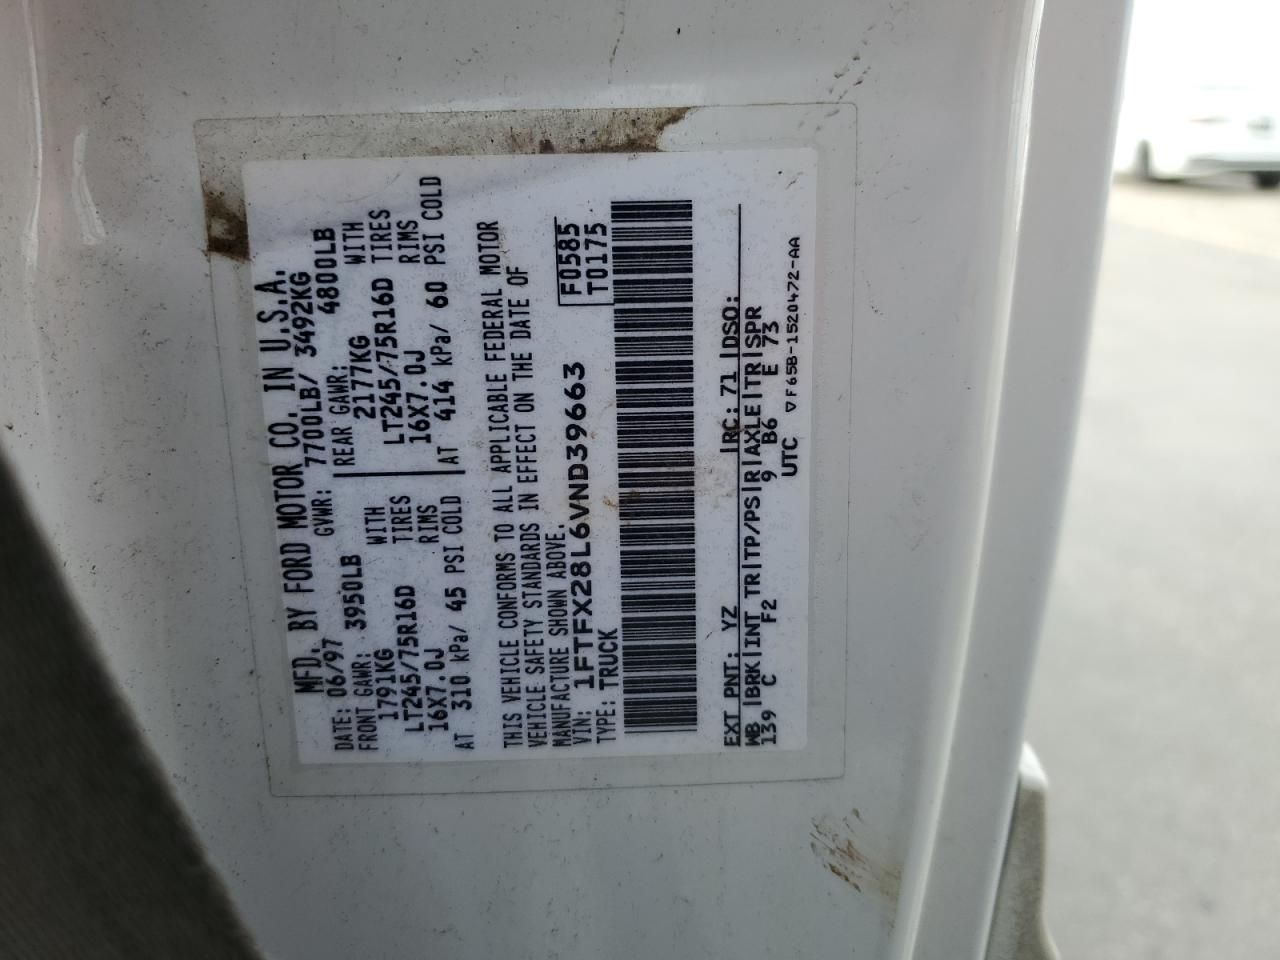 MFD. BY FORD MOTOR CO. IN U.S.A.
DATE: 06/97 GVWR: 7700LB/ 3492KG
FRONT GAWR: 3950LB REAR GAWR: 4800LB
1791KG WITH 2177KG WITH
LT245/75R16D TIRES LT245/75R16D TIRES
16X7.0J RIMS 16X7.0J RIMS
AT 310 kPa/ 45 PSI COLD AT 414 kPa/ 60 PSI COLD
THIS VEHICLE CONFORMS TO ALL APPLICABLE FEDERAL MOTOR
VEHICLE SAFETY STANDARDS IN EFFECT ON THE DATE OF
MANUFACTURE SHOWN ABOVE.
VIN: 1FTFX28L6VND39663 F0585
TYPE: TRUCK T0175
EXT PNT: YZ RC: 71 DSO:
WB BRK INT TR TP/PS R AXLE TR SPR
139 C F2 9 B6 E 73
UTC ▽F65B-1520472-AA